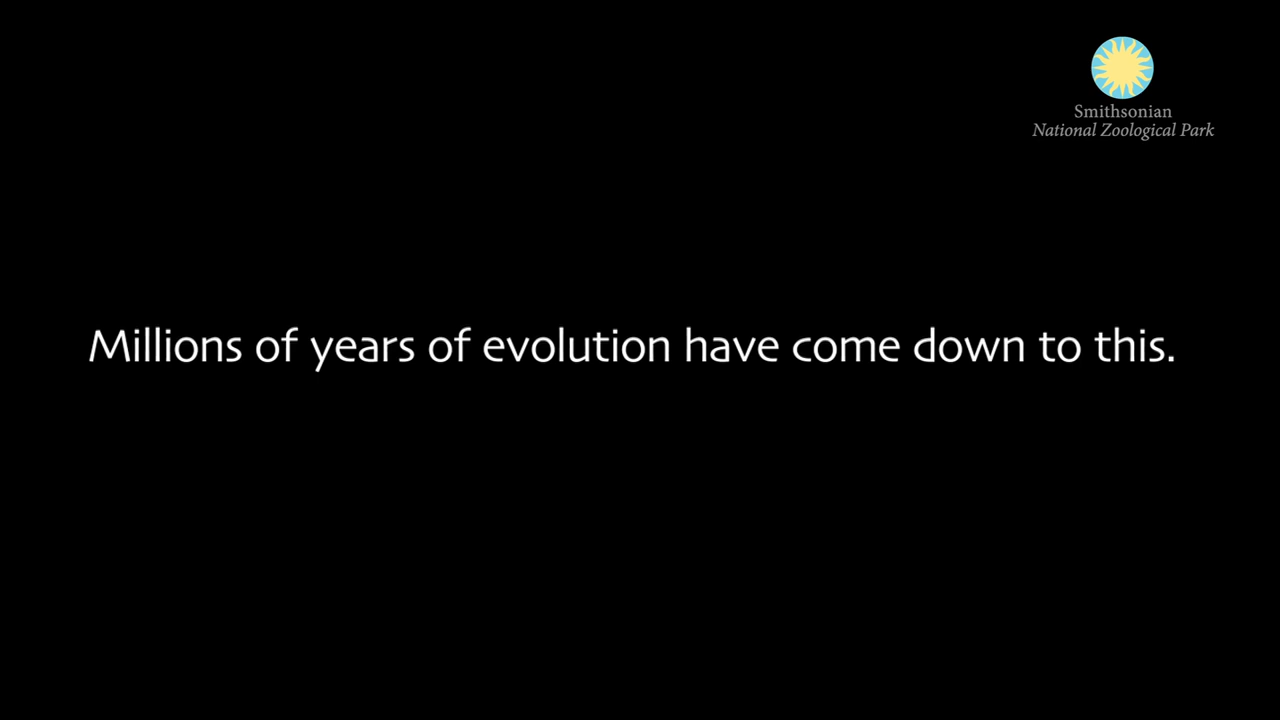 Smithsonian
National Zoological Park
Millions of years of evolution have come down to this.